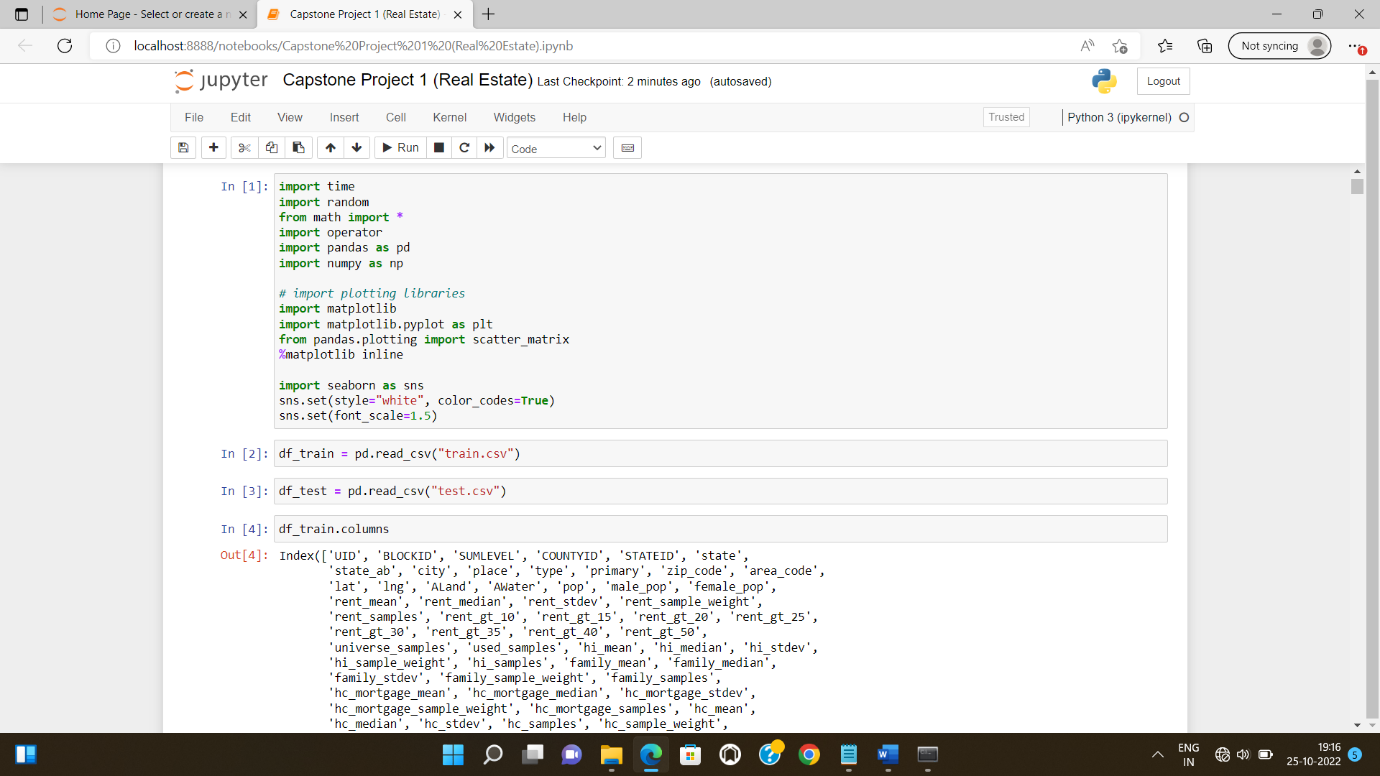 Home Page - Select or create a n
Capstone Project 1 (Real Estate)
localhost:8888/notebooks/Capstone%20Project%201%20(Real%20Estate).ipynb
Not syncing
jupyter Capstone Project 1 (Real Estate) Last Checkpoint: 2 minutes ago (autosaved)
Logout
File Edit View Insert Cell Kernel Widgets Help
Trusted
Python 3 (ipykernel)
Run
Code
In [1]: import time
import random
from math import *
import operator
import pandas as pd
import numpy as np
# import plotting libraries
import matplotlib
import matplotlib.pyplot as plt
from pandas.plotting import scatter_matrix
%matplotlib inline
import seaborn as sns
sns.set(style="white", color_codes=True)
sns.set(font_scale=1.5)
In [2]: df_train = pd.read_csv("train.csv")
In [3]: df_test = pd.read_csv("test.csv")
In [4]: df_train.columns
Out[4]: Index(['UID', 'BLOCKID', 'SUMLEVEL', 'COUNTYID', 'STATEID', 'state',
'state_ab', 'city', 'place', 'type', 'primary', 'zip_code', 'area_code',
'lat', 'lng', 'ALand', 'AWater', 'pop', 'male_pop', 'female_pop',
'rent_mean', 'rent_median', 'rent_stdev', 'rent_sample_weight',
'rent_samples', 'rent_gt_10', 'rent_gt_15', 'rent_gt_20', 'rent_gt_25',
'rent_gt_30', 'rent_gt_35', 'rent_gt_40', 'rent_gt_50',
'universe_samples', 'used_samples', 'hi_mean', 'hi_median', 'hi_stdev',
'hi_sample_weight', 'hi_samples', 'family_mean', 'family_median',
'family_stdev', 'family_sample_weight', 'family_samples',
'hc_mortgage_mean', 'hc_mortgage_median', 'hc_mortgage_stdev',
'hc_mortgage_sample_weight', 'hc_mortgage_samples', 'hc_mean',
'hc_median', 'hc_stdev', 'hc_samples', 'hc_sample_weight',
ENG
IN
19:16
25-10-2022
5